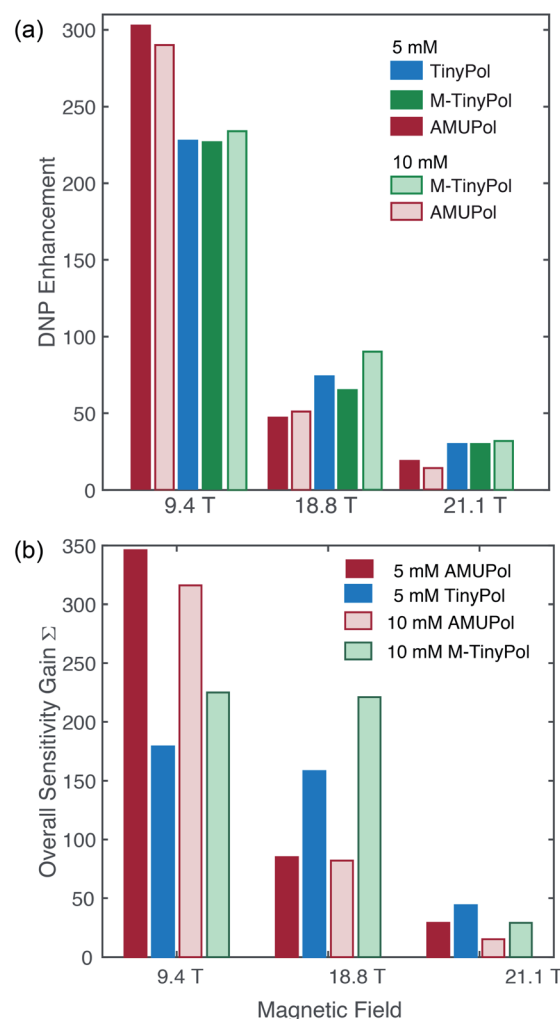 (a)
DNP Enhancement
300
250
200
150
100
50
0
5 mM
TinyPol
M-TinyPol
AMUPol
10 mM
M-TinyPol
AMUPol
9.4 T
18.8 T
21.1 T
(b)
Overall Sensitivity Gain Σ
350
300
250
200
150
100
50
0
5 mM AMUPol
5 mM TinyPol
10 mM AMUPol
10 mM M-TinyPol
9.4 T
18.8 T
21.1 T
Magnetic Field